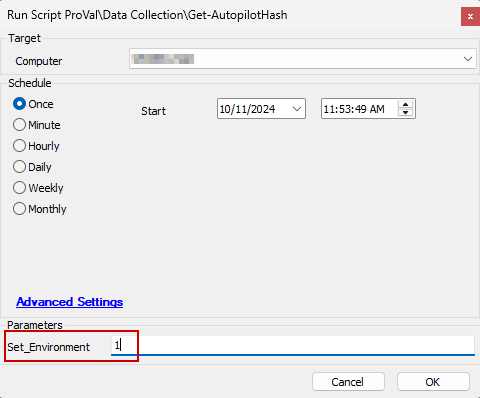 Run Script ProVal\Data Collection\Get-AutopilotHash
x
Target
Computer
Schedule
Once
Start
10/11/2024
11:53:49 AM
Minute
Hourly
Daily
Weekly
Monthly
Advanced Settings
Parameters
Set_Environment
1
Cancel
OK